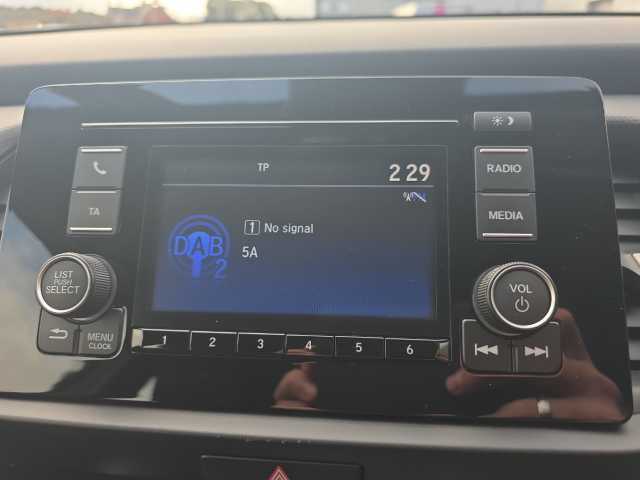 TP
2 29
TA
RADIO
MEDIA
DAB
2
1 No signal
5A
LIST
PUSH
SELECT
MENU
CLOCK
VOL
1 2 3 4 5 6